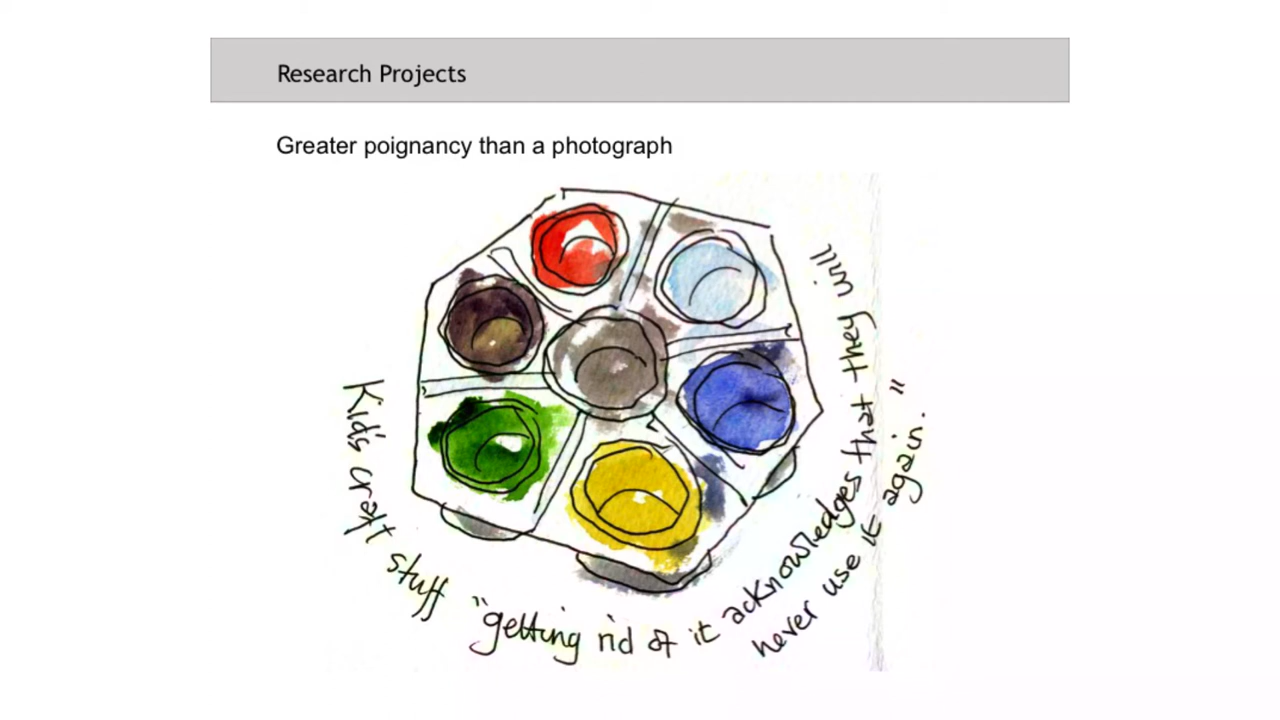 Research Projects
Greater poignancy than a photograph
Kid's craft stuff "getting rid of it acknowledges that they will
never use it again."